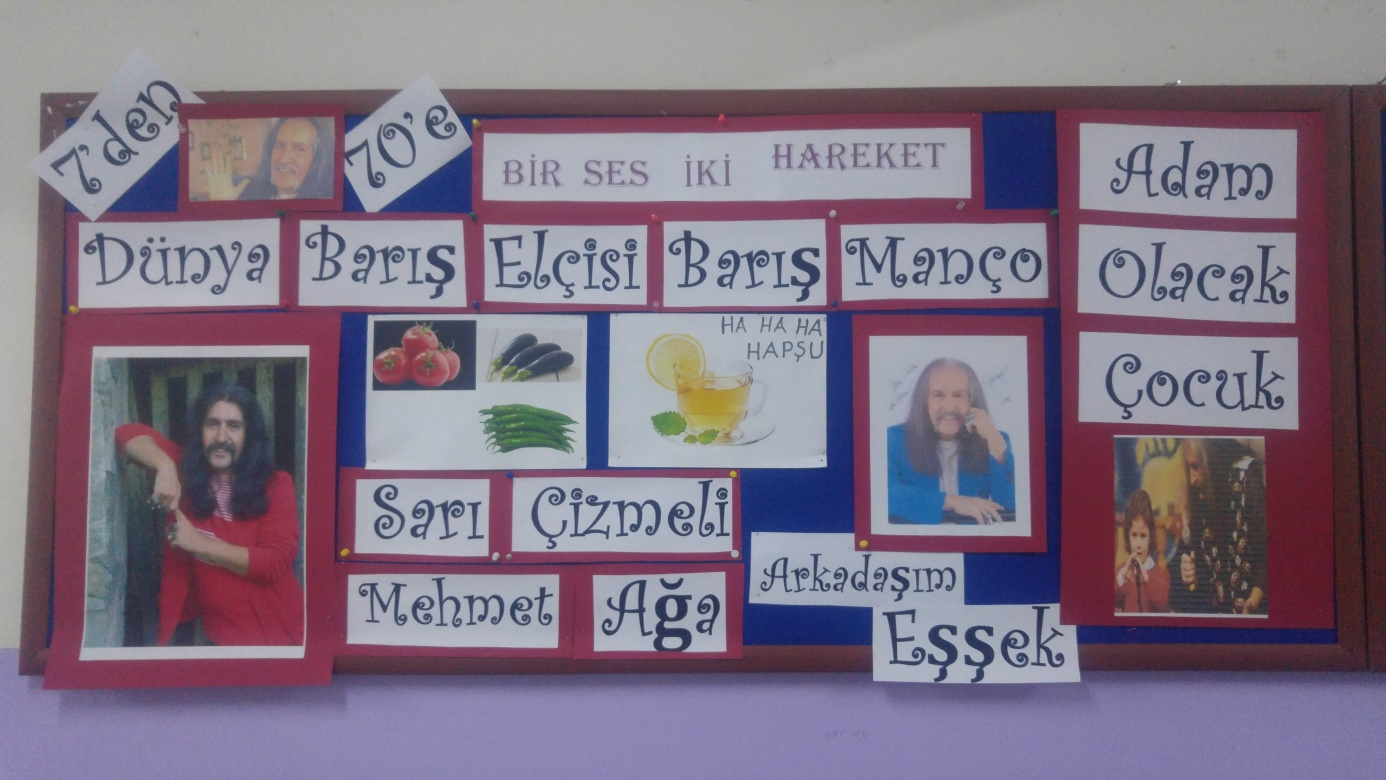 7'den 70'e
BİR SES İKİ HAREKET
Dünya Barış Elçisi Barış Manço
HA HA HA
HAPŞU
Sarı Çizmeli
Mehmet Ağa
Arkadaşım
Eşşek
Adam
Olacak
Çocuk